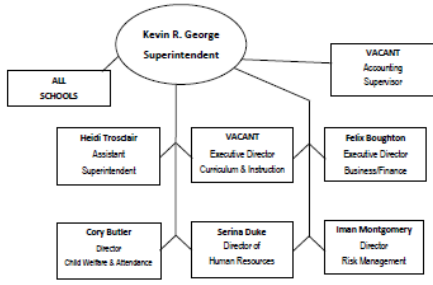 Kevin R. George
Superintendent
VACANT
Accounting
Supervisor
ALL
SCHOOLS
Heidi Trosclair
Assistant
Superintendent
VACANT
Executive Director
Curriculum & Instruction
Felix Boughton
Executive Director
Business/Finance
Cory Butler
Director
Child Welfare & Attendance
Serina Duke
Director of
Human Resources
Iman Montgomery
Director
Risk Management